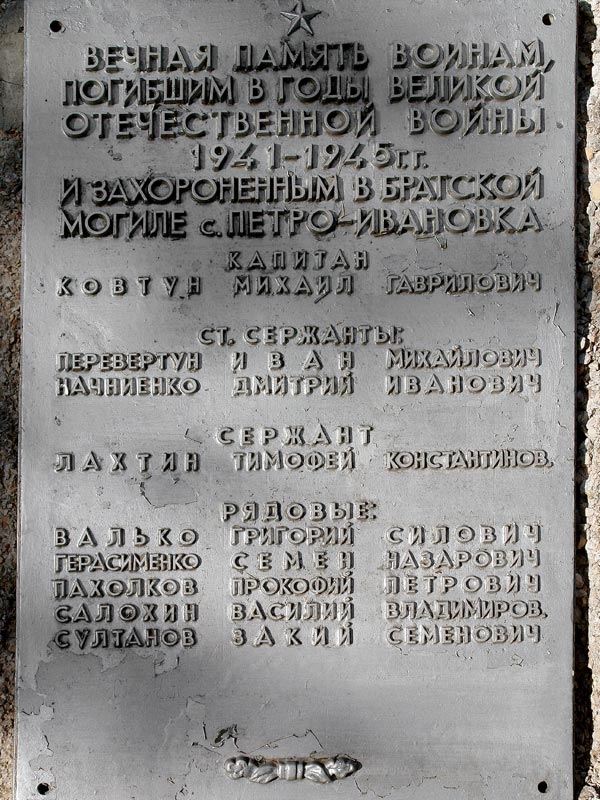 ВЕЧНАЯ ПАМЯТЬ ВОИНАМ,
ПОГИБШИМ В ГОДЫ ВЕЛИКОЙ
ОТЕЧЕСТВЕННОЙ ВОЙНЫ
1941-1945 г.г.
И ЗАХОРОНЕННЫМ В БРАТСКОЙ
МОГИЛЕ с. ПЕТРО-ИВАНОВКА
КАПИТАН
КОВТУН МИХАИЛ ГАВРИЛОВИЧ
СТ. СЕРЖАНТЫ:
ПЕРЕВЕРТУН ИВАН МИХАЙЛОВИЧ
НАЧНИЕНКО ДМИТРИЙ ИВАНОВИЧ
СЕРЖАНТ
ЛАХТИН ТИМОФЕЙ КОНСТАНТИНОВ.
РЯДОВЫЕ:
ВАЛЬКО ГРИГОРИЙ СИЛОВИЧ
ГЕРАСИМЕНКО СЕМЕН НАЗАРОВИЧ
ПАХОЛКОВ ПРОКОФИЙ ПЕТРОВИЧ
САЛОХИН ВАСИЛИЙ ВЛАДИМИРОВ.
СУЛТАНОВ ЗАКИЙ СЕМЕНОВИЧ